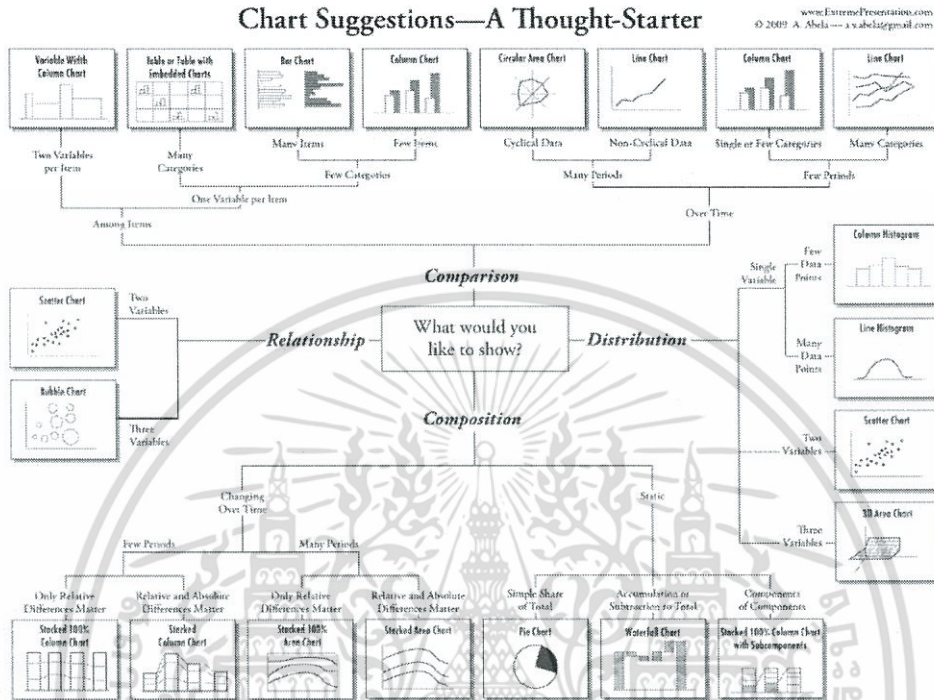 Chart Suggestions—A Thought-Starter
www.ExtremePresentation.com
© 2009 A. Abela — a.v.abela@gmail.com
Variable Width
Column Chart
Table or Table with
Embedded Charts
Bar Chart
Column Chart
Circular Area Chart
Line Chart
Column Chart
Line Chart
Two Variables
per Item
Many
Categories
Many Items
Few Items
Cyclical Data
Non-Cyclical Data
Single or Few Categories
Many Categories
Few Categories
Many Periods
Few Periods
One Variable per Item
Among Items
Over Time
Comparison
What would you
like to show?
Relationship
Two
Variables
Scatter Chart
Three
Variables
Bubble Chart
Distribution
Single
Variable
Few
Data
Points
Column Histogram
Many
Data
Points
Line Histogram
Two
Variables
Scatter Chart
Three
Variables
3D Area Chart
Composition
Changing
Over Time
Static
Few Periods
Many Periods
Only Relative
Differences Matter
Relative and Absolute
Differences Matter
Only Relative
Differences Matter
Relative and Absolute
Differences Matter
Simple Share
of Total
Accumulation or
Subtraction to Total
Components
of Components
Stacked 100%
Column Chart
Stacked
Column Chart
Stacked 100%
Area Chart
Stacked Area Chart
Pie Chart
Waterfall Chart
Stacked 100% Column Chart
with Subcomponents